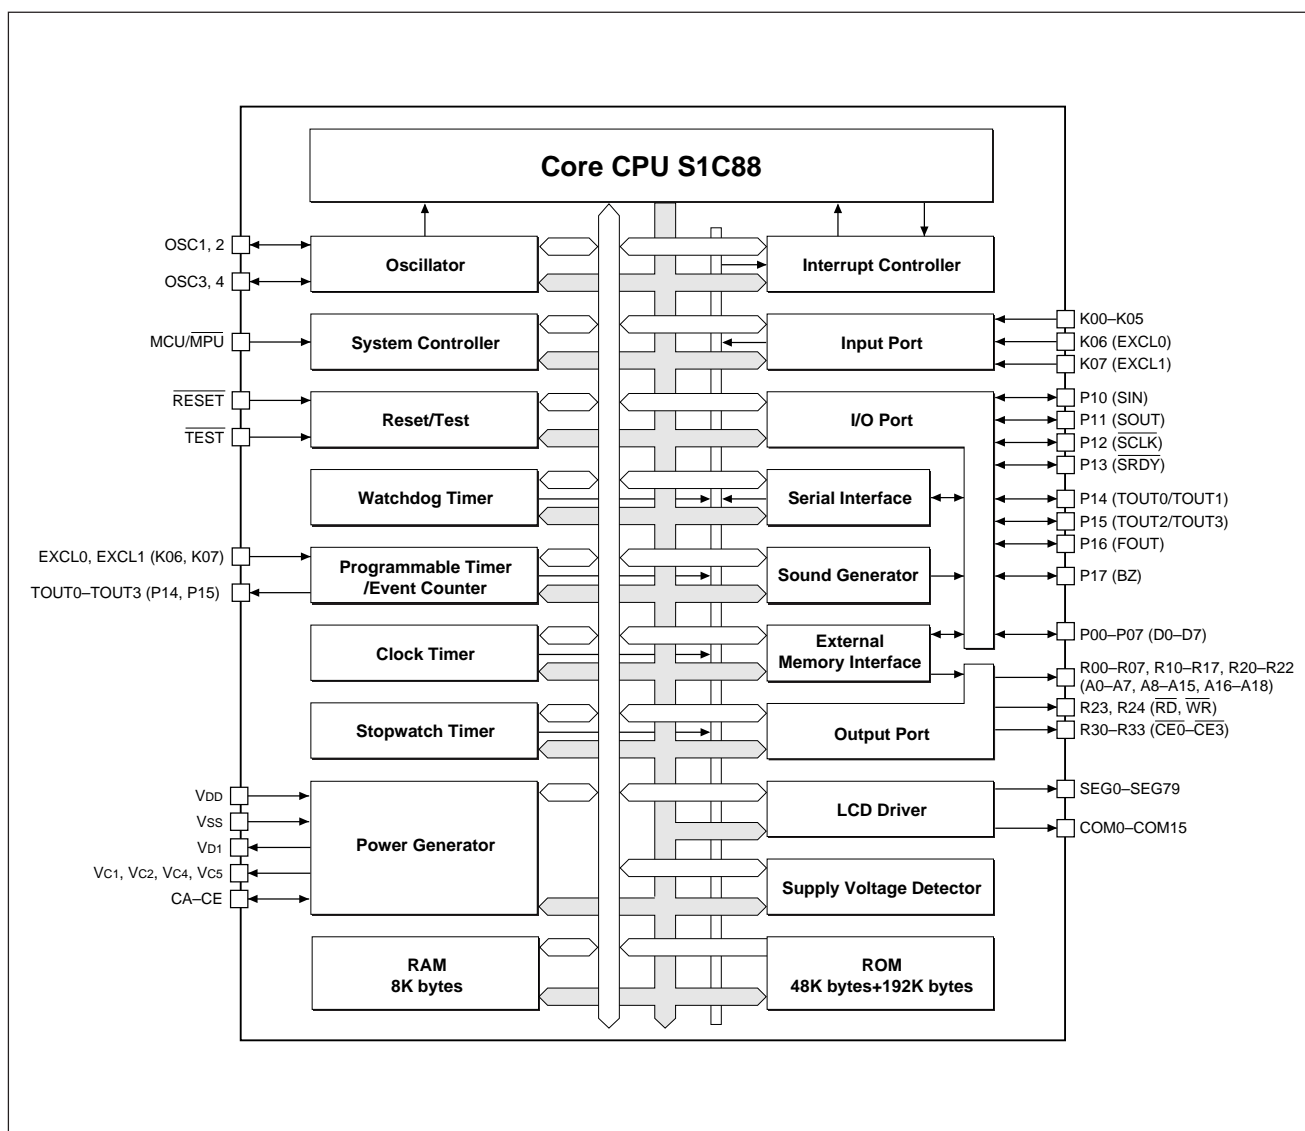 Core CPU S1C88
OSC1, 2
OSC3, 4
Oscillator
Interrupt Controller
MCU/MPU
System Controller
Input Port
K00–K05
K06 (EXCL0)
K07 (EXCL1)
RESET
TEST
Reset/Test
I/O Port
P10 (SIN)
P11 (SOUT)
P12 (SCLK)
P13 (SRDY)
Watchdog Timer
Serial Interface
P14 (TOUT0/TOUT1)
P15 (TOUT2/TOUT3)
P16 (FOUT)
EXCL0, EXCL1 (K06, K07)
TOUT0–TOUT3 (P14, P15)
Programmable Timer
/Event Counter
Sound Generator
P17 (BZ)
Clock Timer
External
Memory Interface
P00–P07 (D0–D7)
R00–R07, R10–R17, R20–R22
(A0–A7, A8–A15, A16–A18)
R23, R24 (RD, WR)
R30–R33 (CE0–CE3)
Stopwatch Timer
Output Port
VDD
VSS
VD1
VC1, VC2, VC4, VC5
CA–CE
Power Generator
LCD Driver
SEG0–SEG79
COM0–COM15
Supply Voltage Detector
RAM
8K bytes
ROM
48K bytes+192K bytes